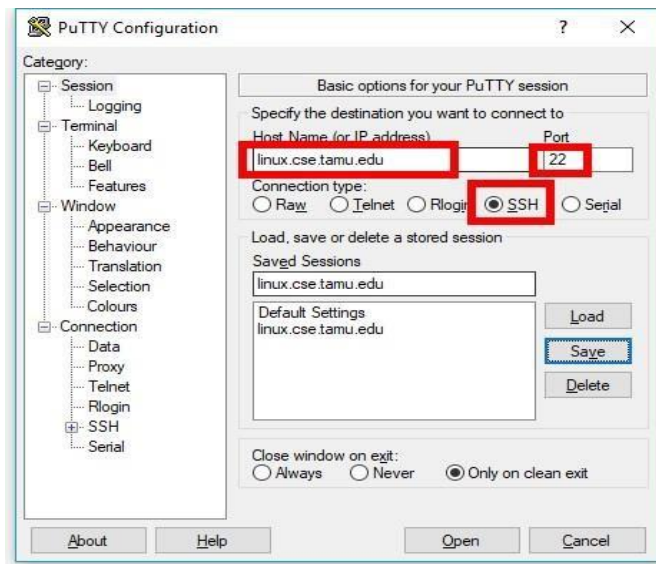 PuTTY Configuration ? ×
Category:
Session
Logging
Terminal
Keyboard
Bell
Features
Window
Appearance
Behaviour
Translation
Selection
Colours
Connection
Data
Proxy
Telnet
Rlogin
SSH
Serial
Basic options for your PuTTY session
Specify the destination you want to connect to
Host Name (or IP address) Port
linux.cse.tamu.edu 22
Connection type:
Raw Telnet Rlogin SSH Serial
Load, save or delete a stored session
Saved Sessions
linux.cse.tamu.edu
Default Settings
linux.cse.tamu.edu
Load
Save
Delete
Close window on exit:
Always Never Only on clean exit
About Help Open Cancel